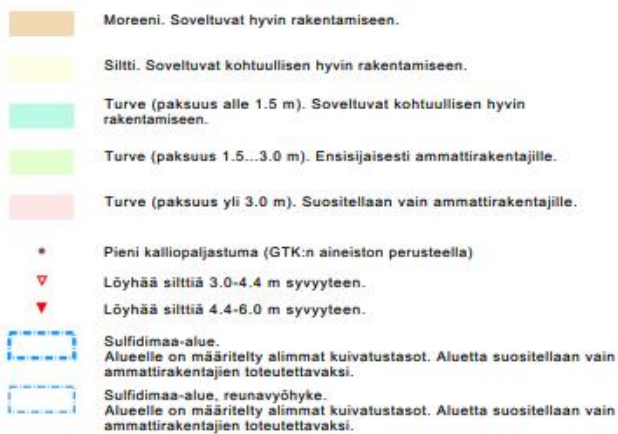 Moreeni. Soveltuvat hyvin rakentamiseen.
Siltti. Soveltuvat kohtuullisen hyvin rakentamiseen.
Turve (paksuus alle 1.5 m). Soveltuvat kohtuullisen hyvin
rakentamiseen.
Turve (paksuus 1.5...3.0 m). Ensisijaisesti ammattirakentajille.
Turve (paksuus yli 3.0 m). Suositellaan vain ammattirakentajille.
Pieni kalliopaljastuma (GTK:n aineiston perusteella)
Löyhää silttiä 3.0-4.4 m syvyyteen.
Löyhää silttiä 4.4-6.0 m syvyyteen.
Sulfidimaa-alue.
Alueelle on määritelty alimmat kuivatustasot. Aluetta suositellaan vain
ammattirakentajien toteutettavaksi.
Sulfidimaa-alue, reunavyöhyke.
Alueelle on määritelty alimmat kuivatustasot. Aluetta suositellaan vain
ammattirakentajien toteutettavaksi.